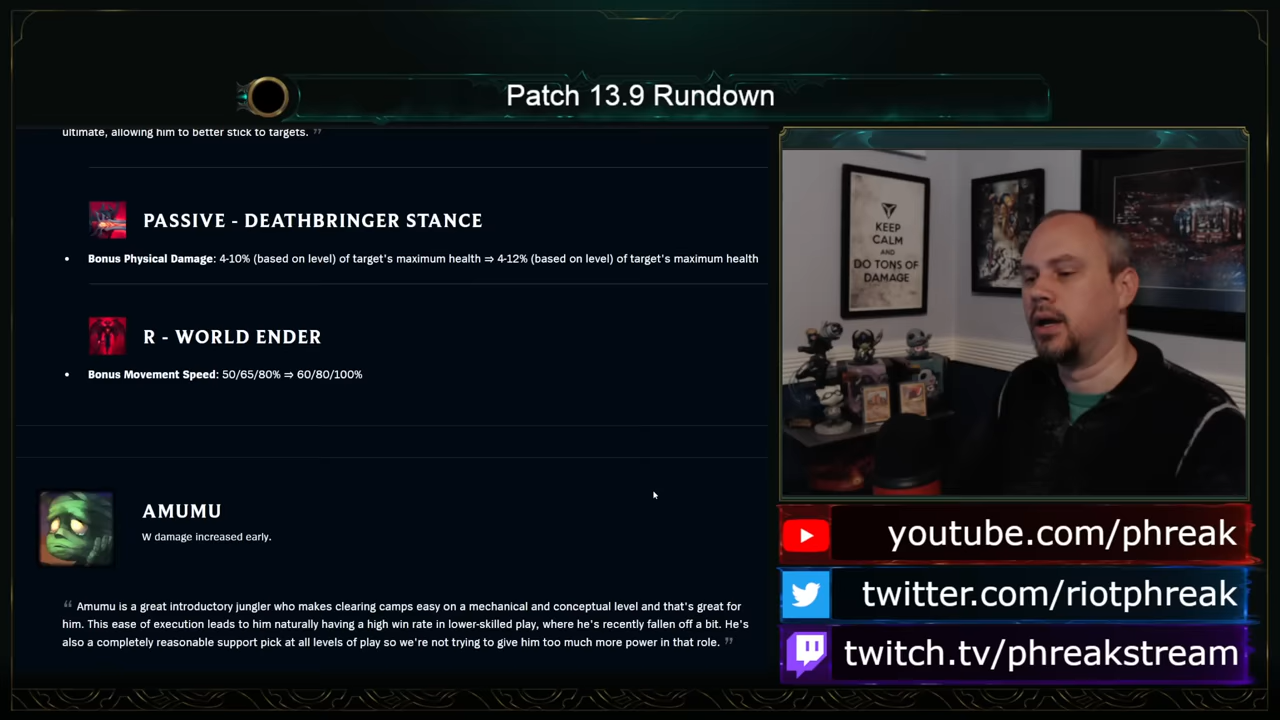 Patch 13.9 Rundown
ultimate, allowing him to better stick to targets. ”
PASSIVE - DEATHBRINGER STANCE
• Bonus Physical Damage: 4-10% (based on level) of target's maximum health ⇒ 4-12% (based on level) of target's maximum health
R - WORLD ENDER
• Bonus Movement Speed: 50/65/80% ⇒ 60/80/100%
AMUMU
W damage increased early.
“ Amumu is a great introductory jungler who makes clearing camps easy on a mechanical and conceptual level and that's great for
him. This ease of execution leads to him naturally having a high win rate in lower-skilled play, where he's recently fallen off a bit. He's
also a completely reasonable support pick at all levels of play so we're not trying to give him too much more power in that role. ”
KEEP
CALM
AND
DO TONS OF
DAMAGE
youtube.com/phreak
twitter.com/riotphreak
twitch.tv/phreakstream